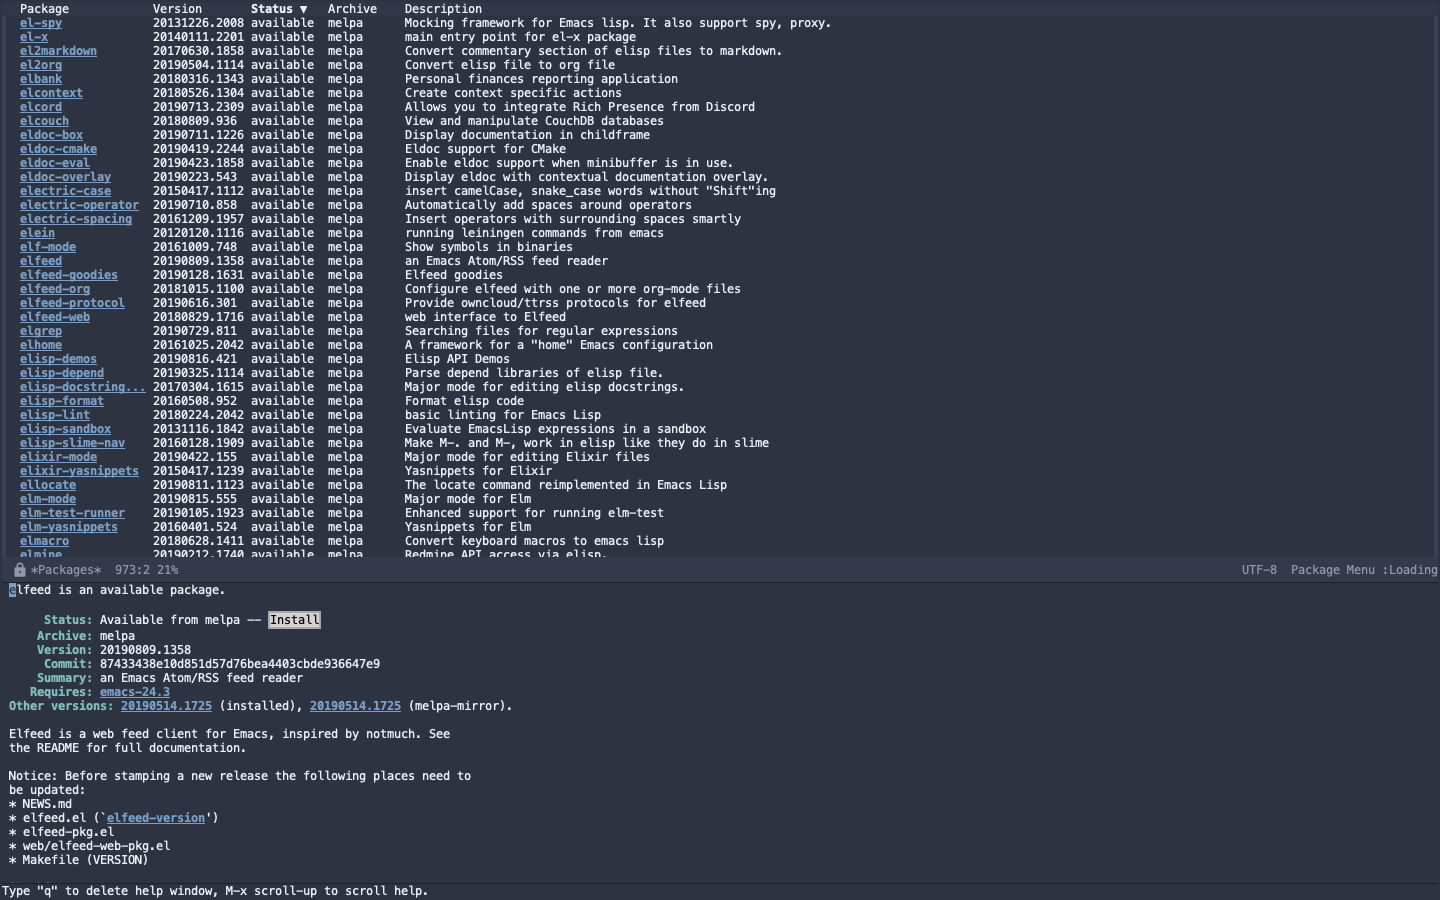 Package Version Status ▼ Archive Description
el-spy 20131226.2008 available melpa Mocking framework for Emacs lisp. It also support spy, proxy.
el-x 20140111.2201 available melpa main entry point for el-x package
el2markdown 20170630.1858 available melpa Convert commentary section of elisp files to markdown.
el2org 20190504.1114 available melpa Convert elisp file to org file
elbank 20180316.1343 available melpa Personal finances reporting application
elcontext 20180526.1304 available melpa Create context specific actions
elcord 20190713.2309 available melpa Allows you to integrate Rich Presence from Discord
elcouch 20180809.936 available melpa View and manipulate CouchDB databases
eldoc-box 20190711.1226 available melpa Display documentation in childframe
eldoc-cmake 20190419.2244 available melpa Eldoc support for CMake
eldoc-eval 20190423.1858 available melpa Enable eldoc support when minibuffer is in use.
eldoc-overlay 20190223.543 available melpa Display eldoc with contextual documentation overlay.
electric-case 20150417.1112 available melpa insert camelCase, snake_case words without "Shift"ing
electric-operator 20190710.858 available melpa Automatically add spaces around operators
electric-spacing 20161209.1957 available melpa Insert operators with surrounding spaces smartly
elein 20120120.1116 available melpa running leiningen commands from emacs
elf-mode 20161009.748 available melpa Show symbols in binaries
elfeed 20190809.1358 available melpa an Emacs Atom/RSS feed reader
elfeed-goodies 20190128.1631 available melpa Elfeed goodies
elfeed-org 20181015.1100 available melpa Configure elfeed with one or more org-mode files
elfeed-protocol 20190616.301 available melpa Provide owncloud/ttrss protocols for elfeed
elfeed-web 20180829.1716 available melpa web interface to Elfeed
elgrep 20190729.811 available melpa Searching files for regular expressions
elhome 20161025.2042 available melpa A framework for a "home" Emacs configuration
elisp-demos 20190816.421 available melpa Elisp API Demos
elisp-depend 20190325.1114 available melpa Parse depend libraries of elisp file.
elisp-docstring... 20170304.1615 available melpa Major mode for editing elisp docstrings.
elisp-format 20160508.952 available melpa Format elisp code
elisp-lint 20180224.2042 available melpa basic linting for Emacs Lisp
elisp-sandbox 20131116.1842 available melpa Evaluate EmacsLisp expressions in a sandbox
elisp-slime-nav 20160128.1909 available melpa Make M-. and M-, work in elisp like they do in slime
elixir-mode 20190422.155 available melpa Major mode for editing Elixir files
elixir-yasnippets 20150417.1239 available melpa Yasnippets for Elixir
ellocate 20190811.1123 available melpa The locate command reimplemented in Emacs Lisp
elm-mode 20190815.555 available melpa Major mode for Elm
elm-test-runner 20190105.1923 available melpa Enhanced support for running elm-test
elm-yasnippets 20160401.524 available melpa Yasnippets for Elm
elmacro 20180628.1411 available melpa Convert keyboard macros to emacs lisp
elmine 20190212.1740 available melpa Redmine API access via elisp.
*Packages* 973:2 21% UTF-8 Package Menu :Loading
elfeed is an available package.
Status: Available from melpa -- Install
Archive: melpa
Version: 20190809.1358
Commit: 87433438e10d851d57d76bea4403cbde936647e9
Summary: an Emacs Atom/RSS feed reader
Requires: emacs-24.3
Other versions: 20190514.1725 (installed), 20190514.1725 (melpa-mirror).
Elfeed is a web feed client for Emacs, inspired by notmuch. See
the README for full documentation.
Notice: Before stamping a new release the following places need to
be updated:
* NEWS.md
* elfeed.el (`elfeed-version')
* elfeed-pkg.el
* web/elfeed-web-pkg.el
* Makefile (VERSION)
Type "q" to delete help window, M-x scroll-up to scroll help.